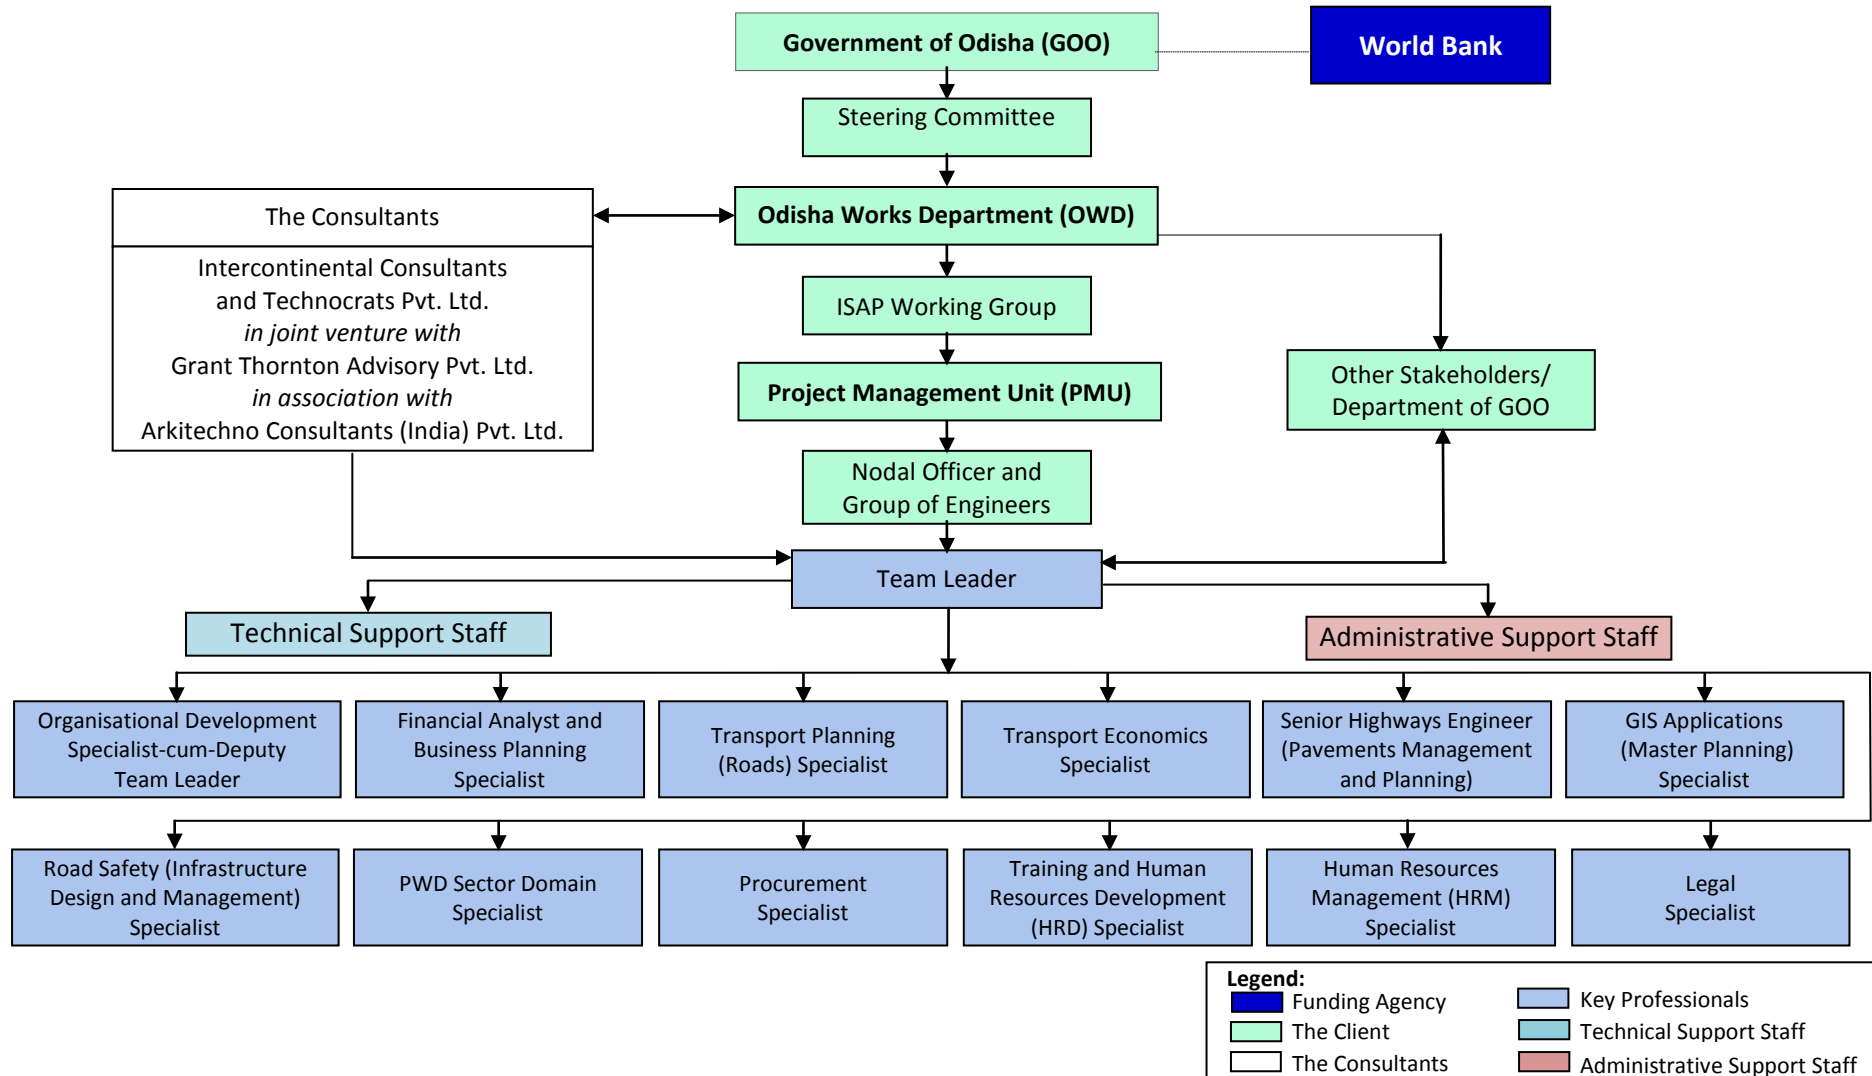 Government of Odisha (GOO)
World Bank
Steering Committee
The Consultants
Odisha Works Department (OWD)
Intercontinental Consultants
and Technocrats Pvt. Ltd.
in joint venture with
Grant Thornton Advisory Pvt. Ltd.
in association with
Arkitechno Consultants (India) Pvt. Ltd.
ISAP Working Group
Project Management Unit (PMU)
Other Stakeholders/
Department of GOO
Nodal Officer and
Group of Engineers
Team Leader
Technical Support Staff
Administrative Support Staff
Organisational Development
Specialist-cum-Deputy
Team Leader
Financial Analyst and
Business Planning
Specialist
Transport Planning
(Roads) Specialist
Transport Economics
Specialist
Senior Highways Engineer
(Pavements Management
and Planning)
GIS Applications
(Master Planning)
Specialist
Road Safety (Infrastructure
Design and Management)
Specialist
PWD Sector Domain
Specialist
Procurement
Specialist
Training and Human
Resources Development
(HRD) Specialist
Human Resources
Management (HRM)
Specialist
Legal
Specialist
Legend:
Funding Agency
The Client
The Consultants
Key Professionals
Technical Support Staff
Administrative Support Staff